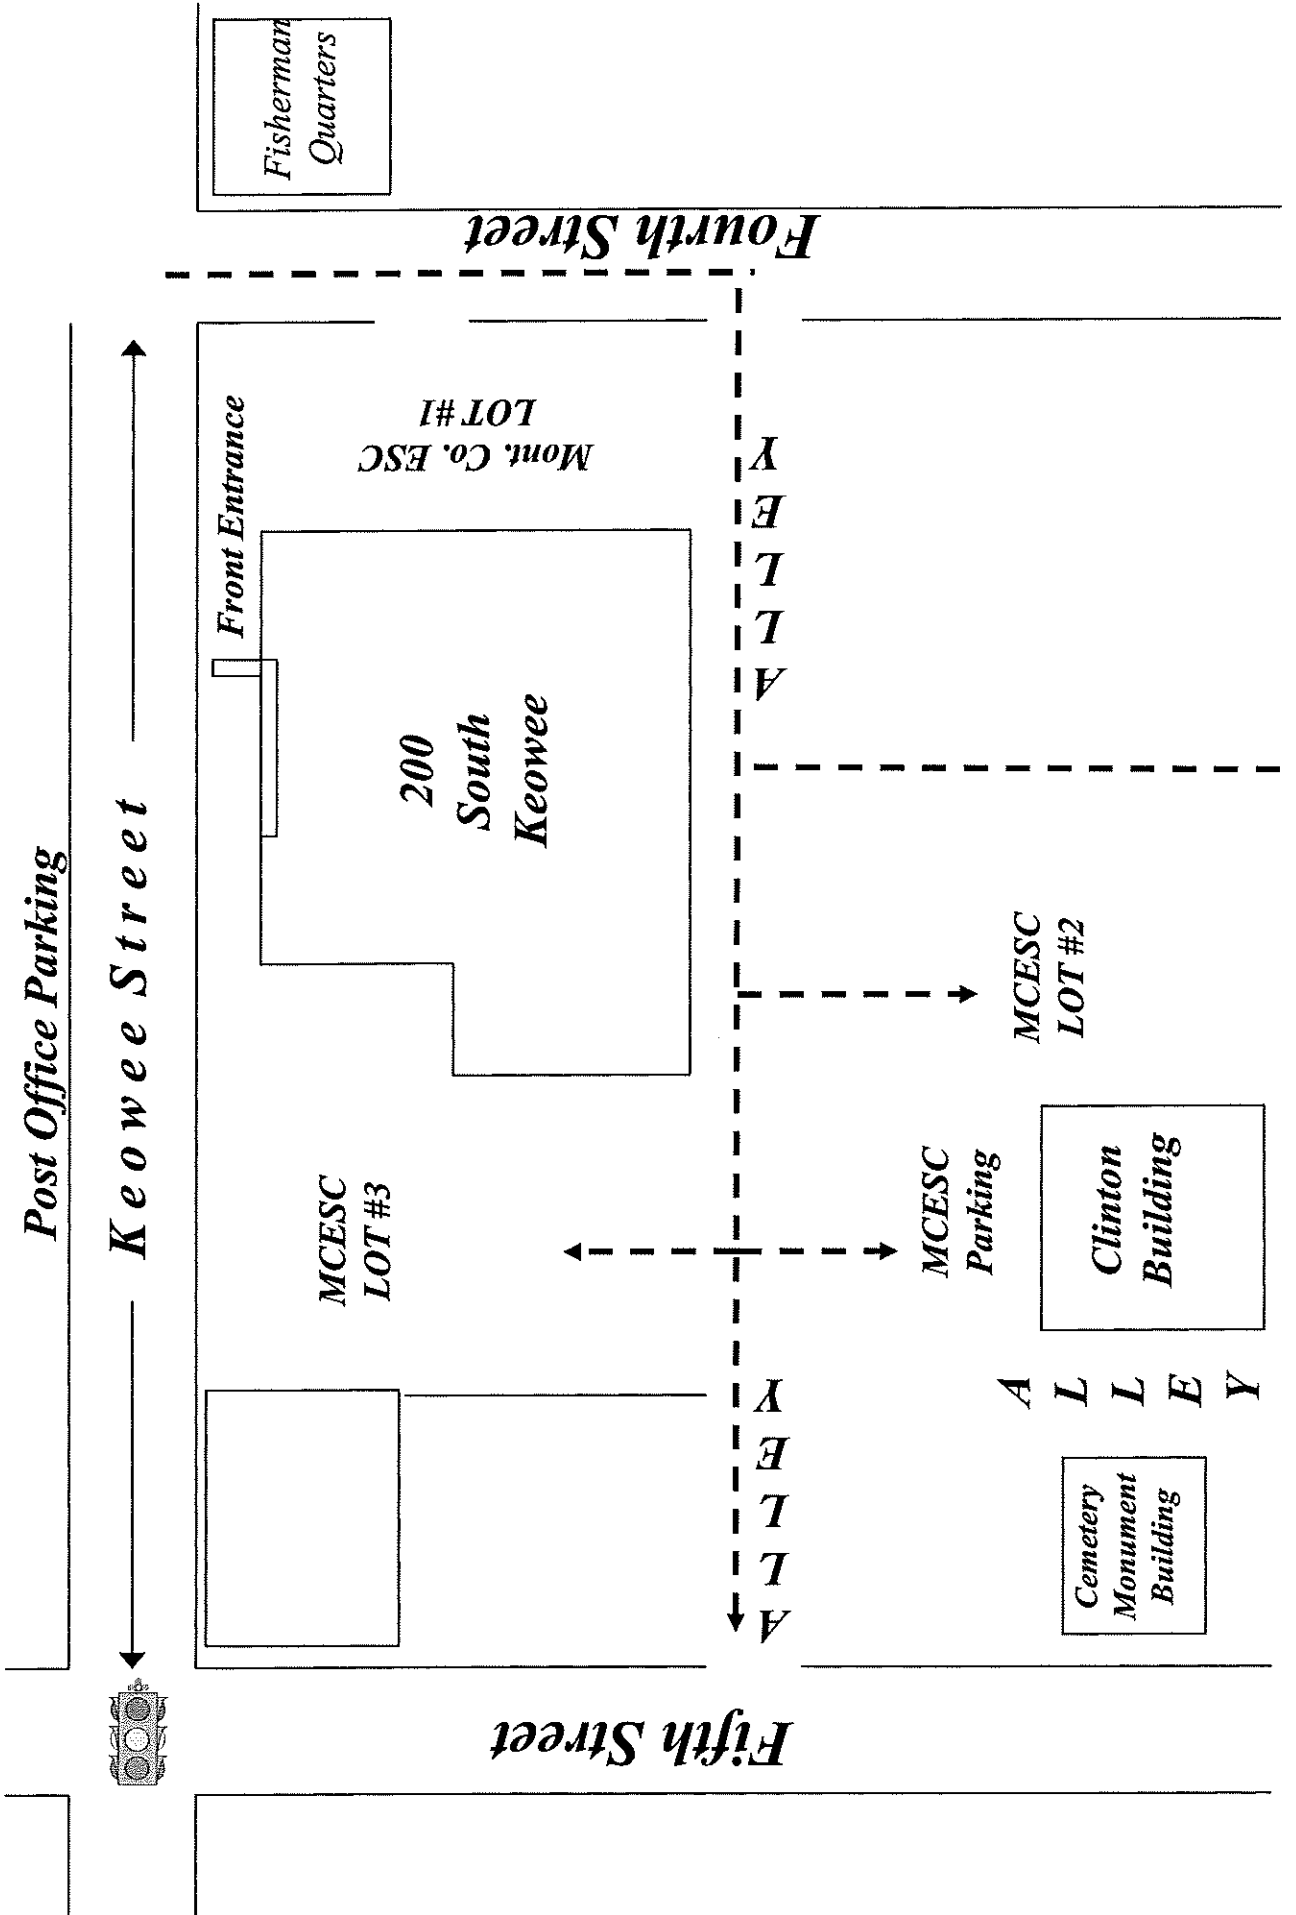 Post Office Parking
Keowee Street
Fisherman
Quarters
Fourth Street
Front Entrance
Mont. Co. ESC
LOT #1
200
South
Keowee
ALLEY
MCESC
LOT #2
MCESC
LOT #3
MCESC
Parking
Clinton
Building
ALLEY
ALLEY
Cemetery
Monument
Building
Fifth Street